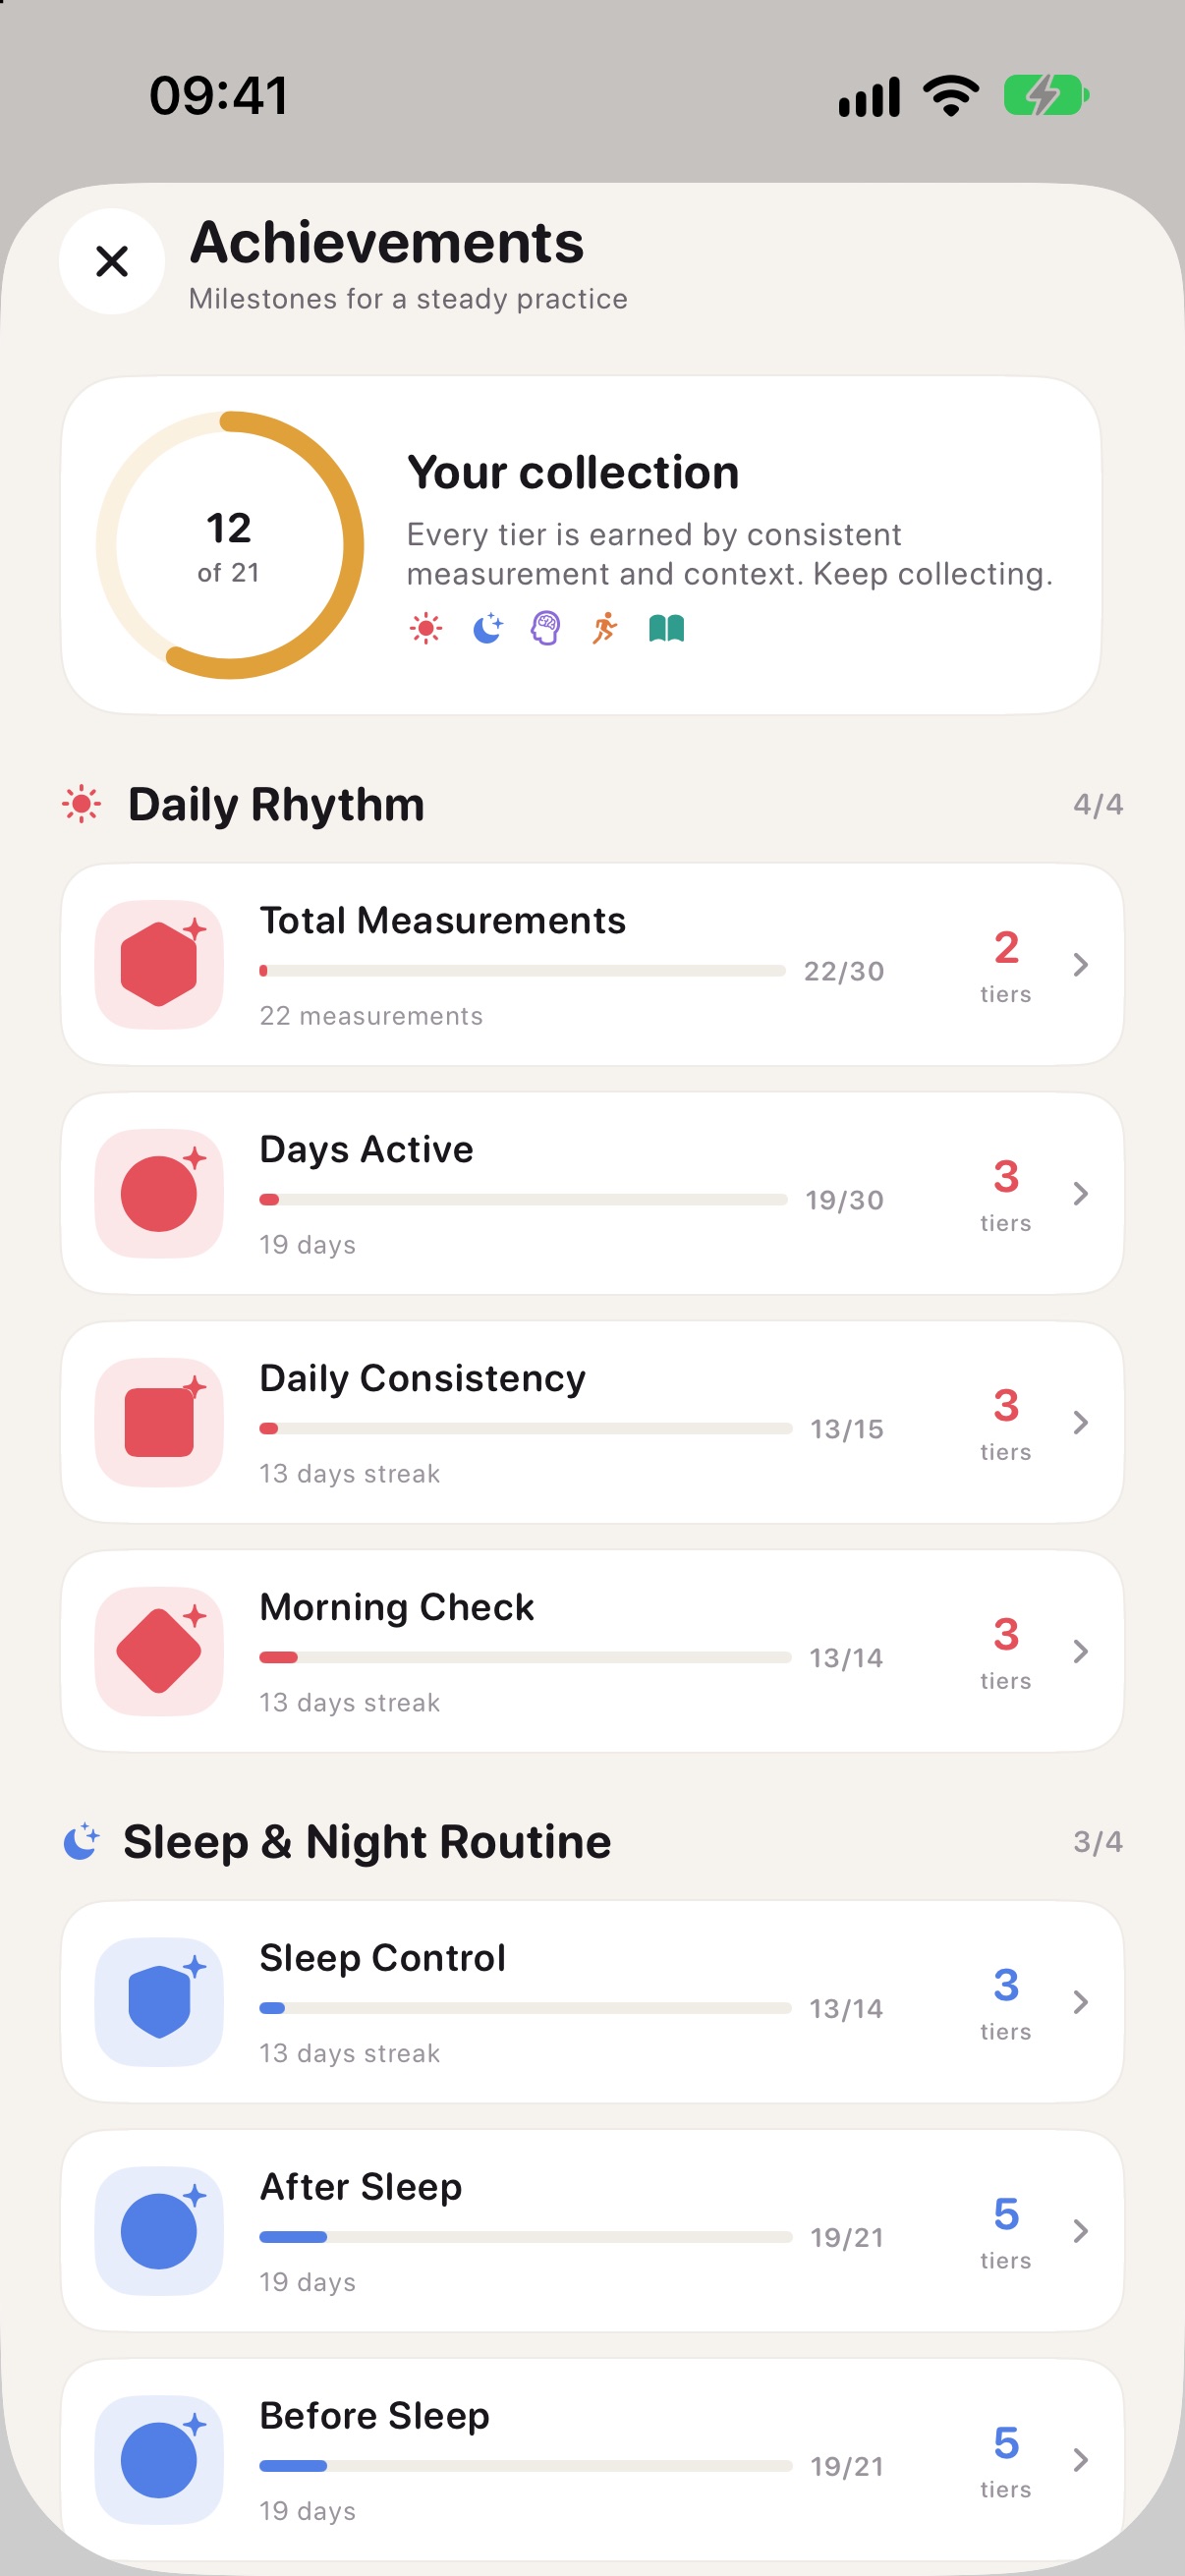 09:41
Achievements
Milestones for a steady practice
12
of 21
Your collection
Every tier is earned by consistent
measurement and context. Keep collecting.
Daily Rhythm
4/4
Total Measurements
22/30
22 measurements
2
tiers
Days Active
19/30
19 days
3
tiers
Daily Consistency
13/15
13 days streak
3
tiers
Morning Check
13/14
13 days streak
3
tiers
Sleep & Night Routine
3/4
Sleep Control
13/14
13 days streak
3
tiers
After Sleep
19/21
19 days
5
tiers
Before Sleep
19/21
19 days
5
tiers